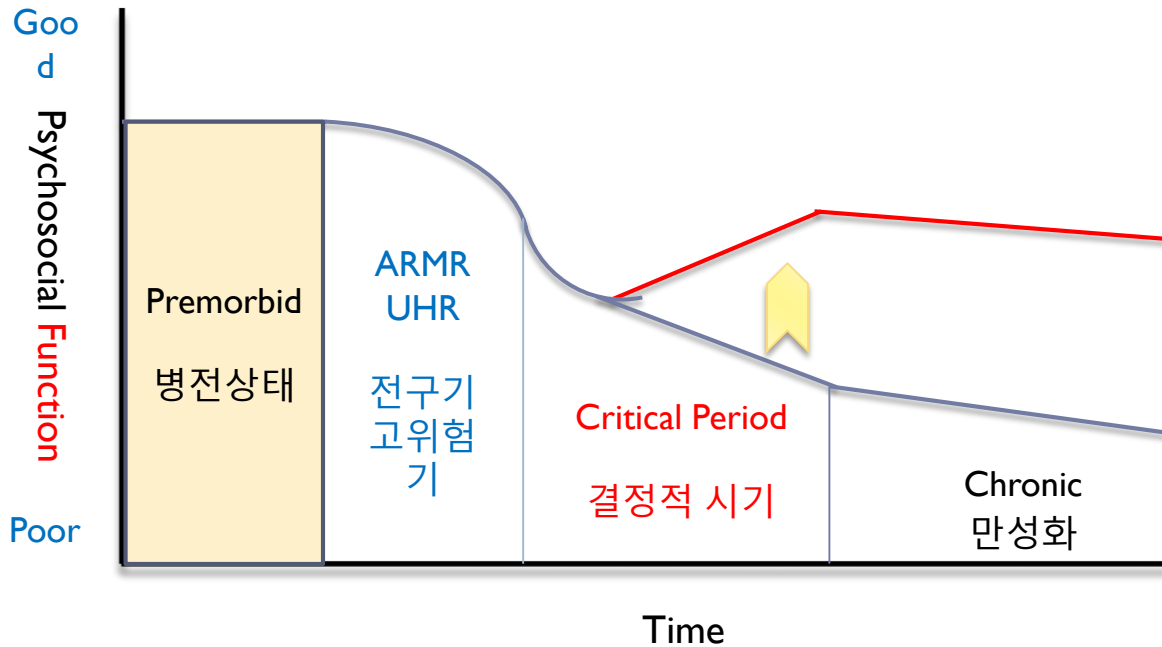 Goo
d
Psychosocial Function
Poor
Premorbid
병전상태
ARMR
UHR
전구기
고위험
기
Critical Period
결정적 시기
Chronic
만성화
Time